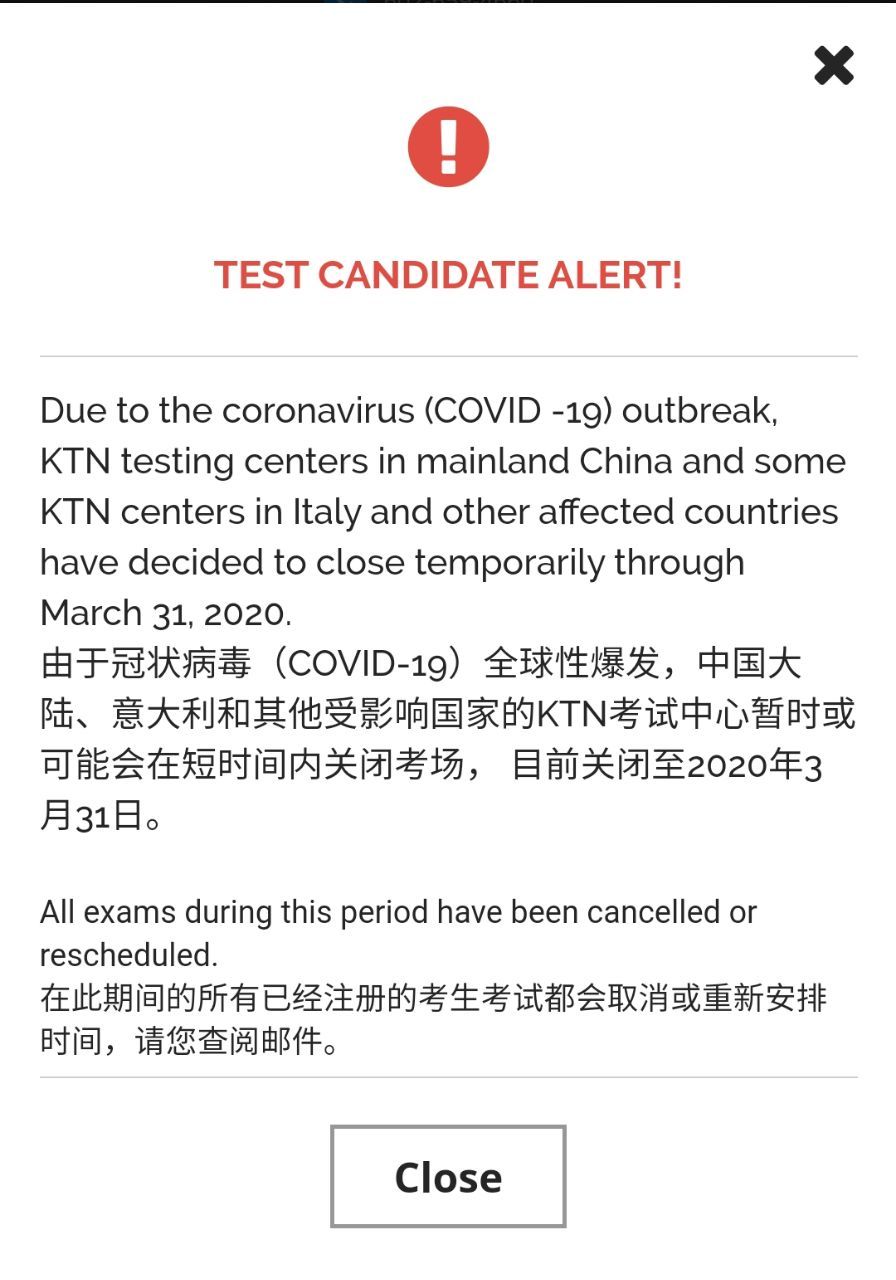 TEST CANDIDATE ALERT!
Due to the coronavirus (COVID -19) outbreak,
KTN testing centers in mainland China and some
KTN centers in Italy and other affected countries
have decided to close temporarily through
March 31, 2020.
由于冠状病毒（COVID-19）全球性爆发，中国大
陆、意大利和其他受影响国家的KTN考试中心暂时或
可能会在短时间内关闭考场， 目前关闭至2020年3
月31日。
All exams during this period have been cancelled or
rescheduled.
在此期间的所有已经注册的考生考试都会取消或重新安排
时间，请您查阅邮件。
Close